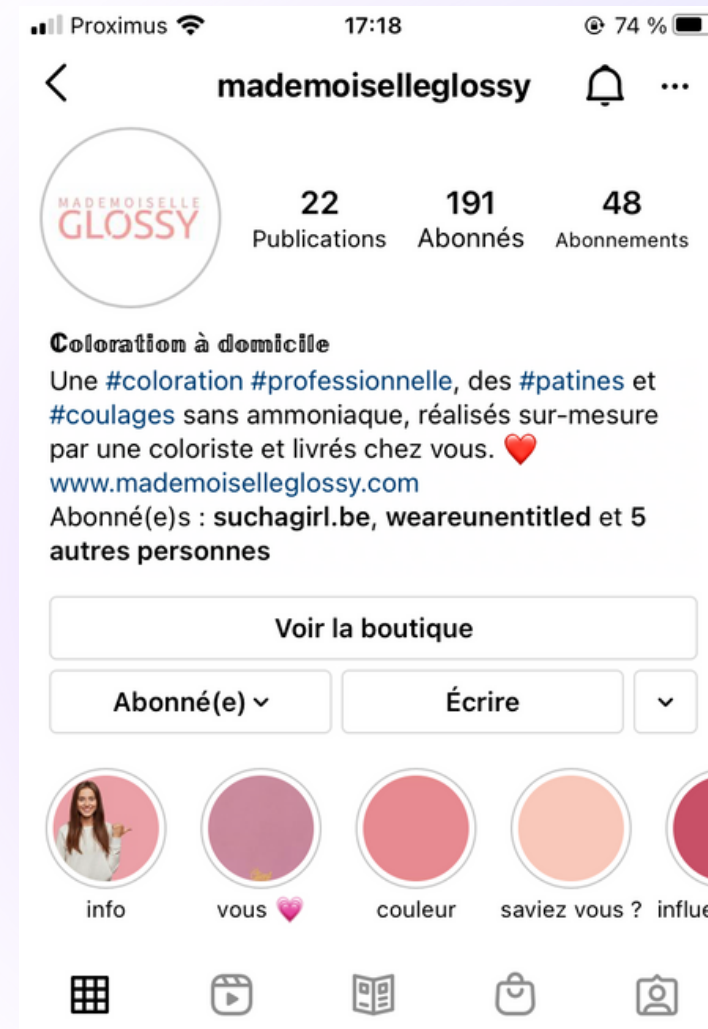 Proximus 17:18 74 %
mademoiselleglossy
MADEMOISELLE
GLOSSY
22 191 48
Publications Abonnés Abonnements
Coloration à domicile
Une #coloration #professionnelle, des #patines et
#coulages sans ammoniaque, réalisés sur-mesure
par une coloriste et livrés chez vous. ❤️
www.mademoiselleglossy.com
Abonné(e)s : suchagirl.be, weareunentitled et 5
autres personnes
Voir la boutique
Abonné(e) Écrire
info vous 💗 couleur saviez vous ? influe